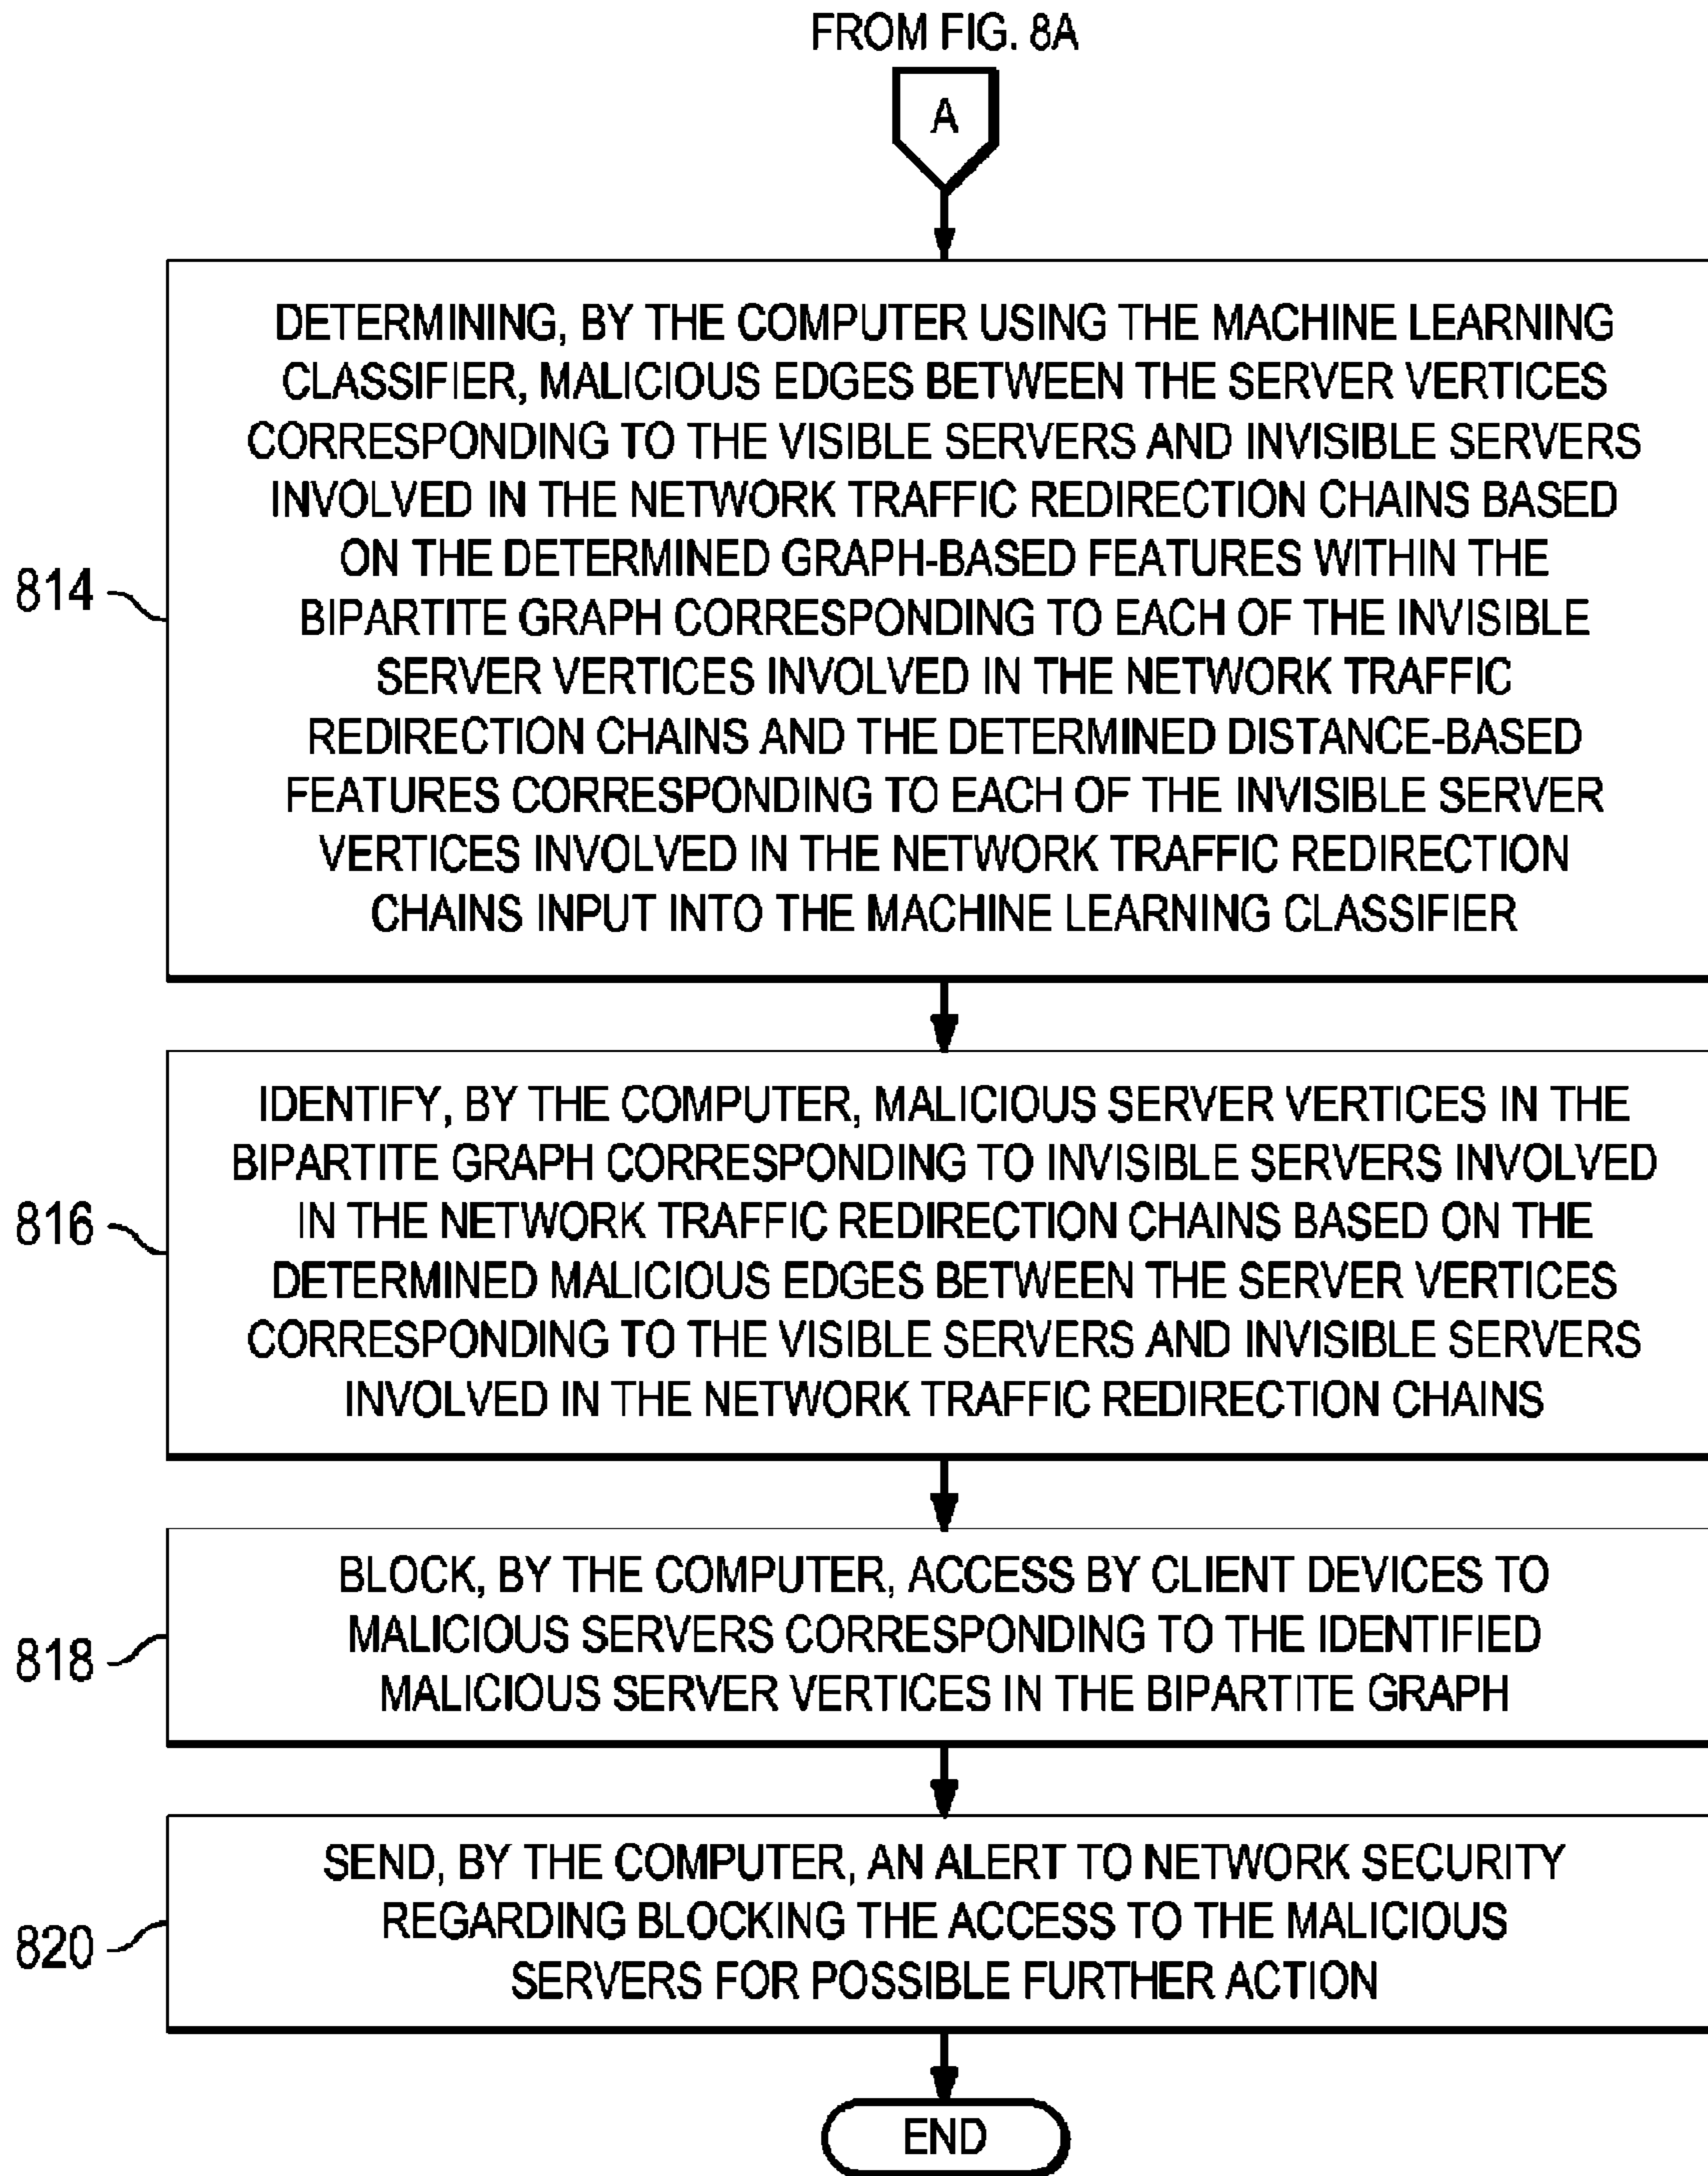 FROM FIG. 8A
A
DETERMINING, BY THE COMPUTER USING THE MACHINE LEARNING
CLASSIFIER, MALICIOUS EDGES BETWEEN THE SERVER VERTICES
CORRESPONDING TO THE VISIBLE SERVERS AND INVISIBLE SERVERS
INVOLVED IN THE NETWORK TRAFFIC REDIRECTION CHAINS BASED
ON THE DETERMINED GRAPH-BASED FEATURES WITHIN THE
BIPARTITE GRAPH CORRESPONDING TO EACH OF THE INVISIBLE
SERVER VERTICES INVOLVED IN THE NETWORK TRAFFIC
REDIRECTION CHAINS AND THE DETERMINED DISTANCE-BASED
FEATURES CORRESPONDING TO EACH OF THE INVISIBLE SERVER
VERTICES INVOLVED IN THE NETWORK TRAFFIC REDIRECTION
CHAINS INPUT INTO THE MACHINE LEARNING CLASSIFIER
814
IDENTIFY, BY THE COMPUTER, MALICIOUS SERVER VERTICES IN THE
BIPARTITE GRAPH CORRESPONDING TO INVISIBLE SERVERS INVOLVED
IN THE NETWORK TRAFFIC REDIRECTION CHAINS BASED ON THE
DETERMINED MALICIOUS EDGES BETWEEN THE SERVER VERTICES
CORRESPONDING TO THE VISIBLE SERVERS AND INVISIBLE SERVERS
INVOLVED IN THE NETWORK TRAFFIC REDIRECTION CHAINS
816
BLOCK, BY THE COMPUTER, ACCESS BY CLIENT DEVICES TO
MALICIOUS SERVERS CORRESPONDING TO THE IDENTIFIED
MALICIOUS SERVER VERTICES IN THE BIPARTITE GRAPH
818
SEND, BY THE COMPUTER, AN ALERT TO NETWORK SECURITY
REGARDING BLOCKING THE ACCESS TO THE MALICIOUS
SERVERS FOR POSSIBLE FURTHER ACTION
820
END